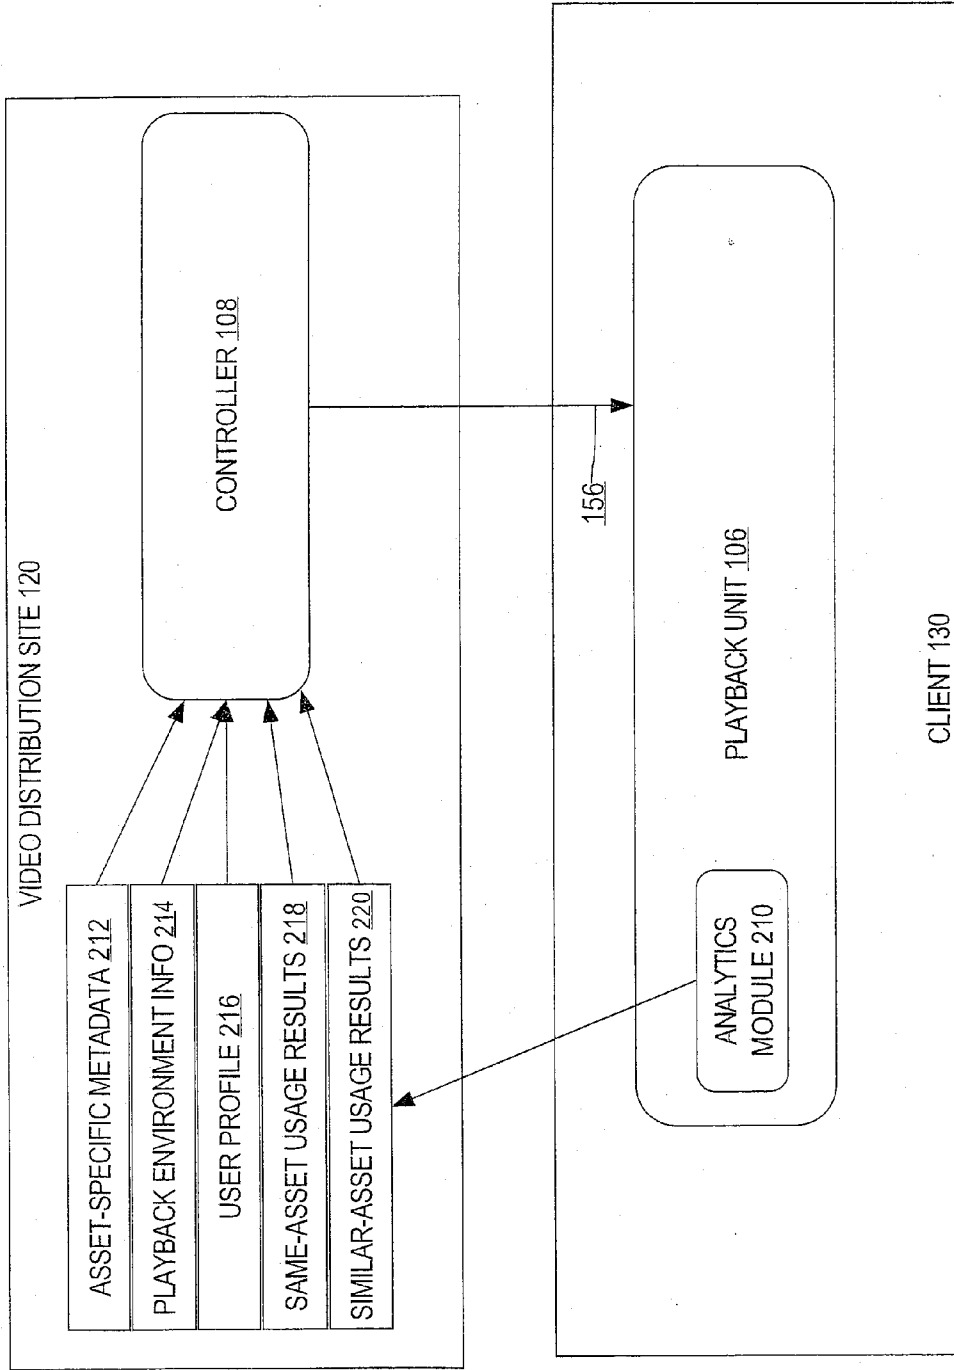 VIDEO DISTRIBUTION SITE 120
ASSET-SPECIFIC METADATA 212
PLAYBACK ENVIRONMENT INFO 214
USER PROFILE 216
SAME-ASSET USAGE RESULTS 218
SIMILAR-ASSET USAGE RESULTS 220
CONTROLLER 108
156
ANALYTICS
MODULE 210
PLAYBACK UNIT 106
CLIENT 130